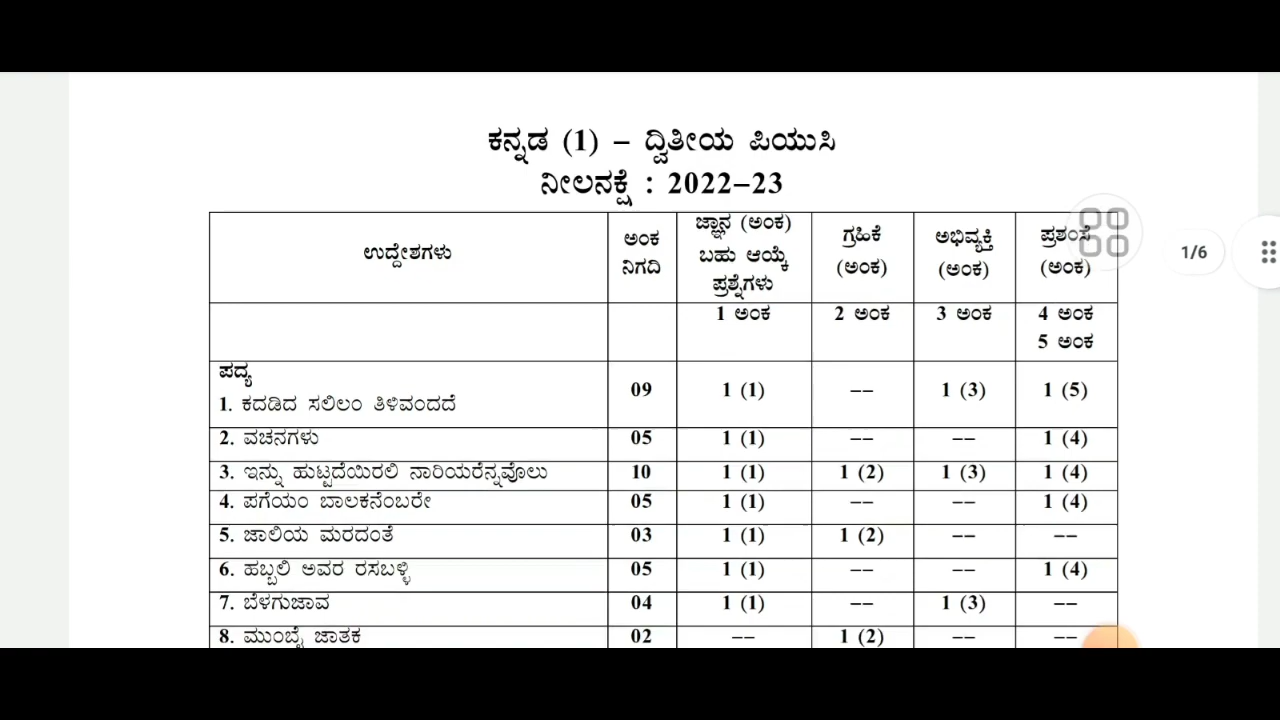 ಕನ್ನಡ (1) – ದ್ವಿತೀಯ ಪಿಯುಸಿ
ನೀಲನಕ್ಷೆ : 2022–23
ಉದ್ದೇಶಗಳು ಅಂಕ ನಿಗದಿ ಜ್ಞಾನ (ಅಂಕ) ಬಹು ಆಯ್ಕೆ ಪ್ರಶ್ನೆಗಳು ಗ್ರಹಿಕೆ (ಅಂಕ) ಅಭಿವ್ಯಕ್ತಿ (ಅಂಕ) ಪ್ರಶಂಸೆ (ಅಂಕ)
1/6
1 ಅಂಕ 2 ಅಂಕ 3 ಅಂಕ 4 ಅಂಕ
5 ಅಂಕ
ಪದ್ಯ
1. ಕದಡಿದ ಸಲಿಲಂ ತಿಳಿವಂದದೆ 09 1 (1) –– 1 (3) 1 (5)
2. ವಚನಗಳು 05 1 (1) –– –– 1 (4)
3. ಇನ್ನು ಹುಟ್ಟದೆಯಿರಲಿ ನಾರಿಯರೆನ್ನವೊಲು 10 1 (1) 1 (2) 1 (3) 1 (4)
4. ಪಗೆಯಂ ಬಾಲಕನೆಂಬರೇ 05 1 (1) –– –– 1 (4)
5. ಜಾಲಿಯ ಮರದಂತೆ 03 1 (1) 1 (2) –– ––
6. ಹಬ್ಬಲಿ ಅವರ ರಸಬಳ್ಳಿ 05 1 (1) –– –– 1 (4)
7. ಬೆಳಗುಜಾವ 04 1 (1) –– 1 (3) ––
8. ಮುಂಬೈ ಜಾತಕ 02 –– 1 (2) –– ––